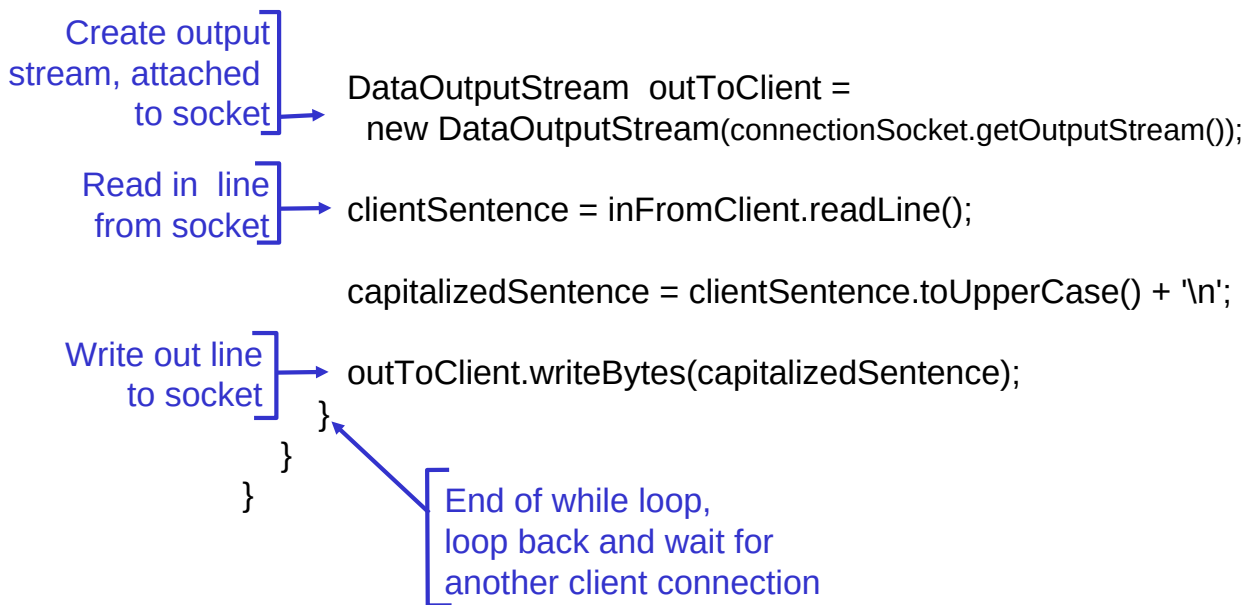 Create output
stream, attached
to socket
DataOutputStream outToClient =
new DataOutputStream(connectionSocket.getOutputStream());
Read in line
from socket
clientSentence = inFromClient.readLine();
capitalizedSentence = clientSentence.toUpperCase() + '\n';
Write out line
to socket
outToClient.writeBytes(capitalizedSentence);
}
}
}
End of while loop,
loop back and wait for
another client connection